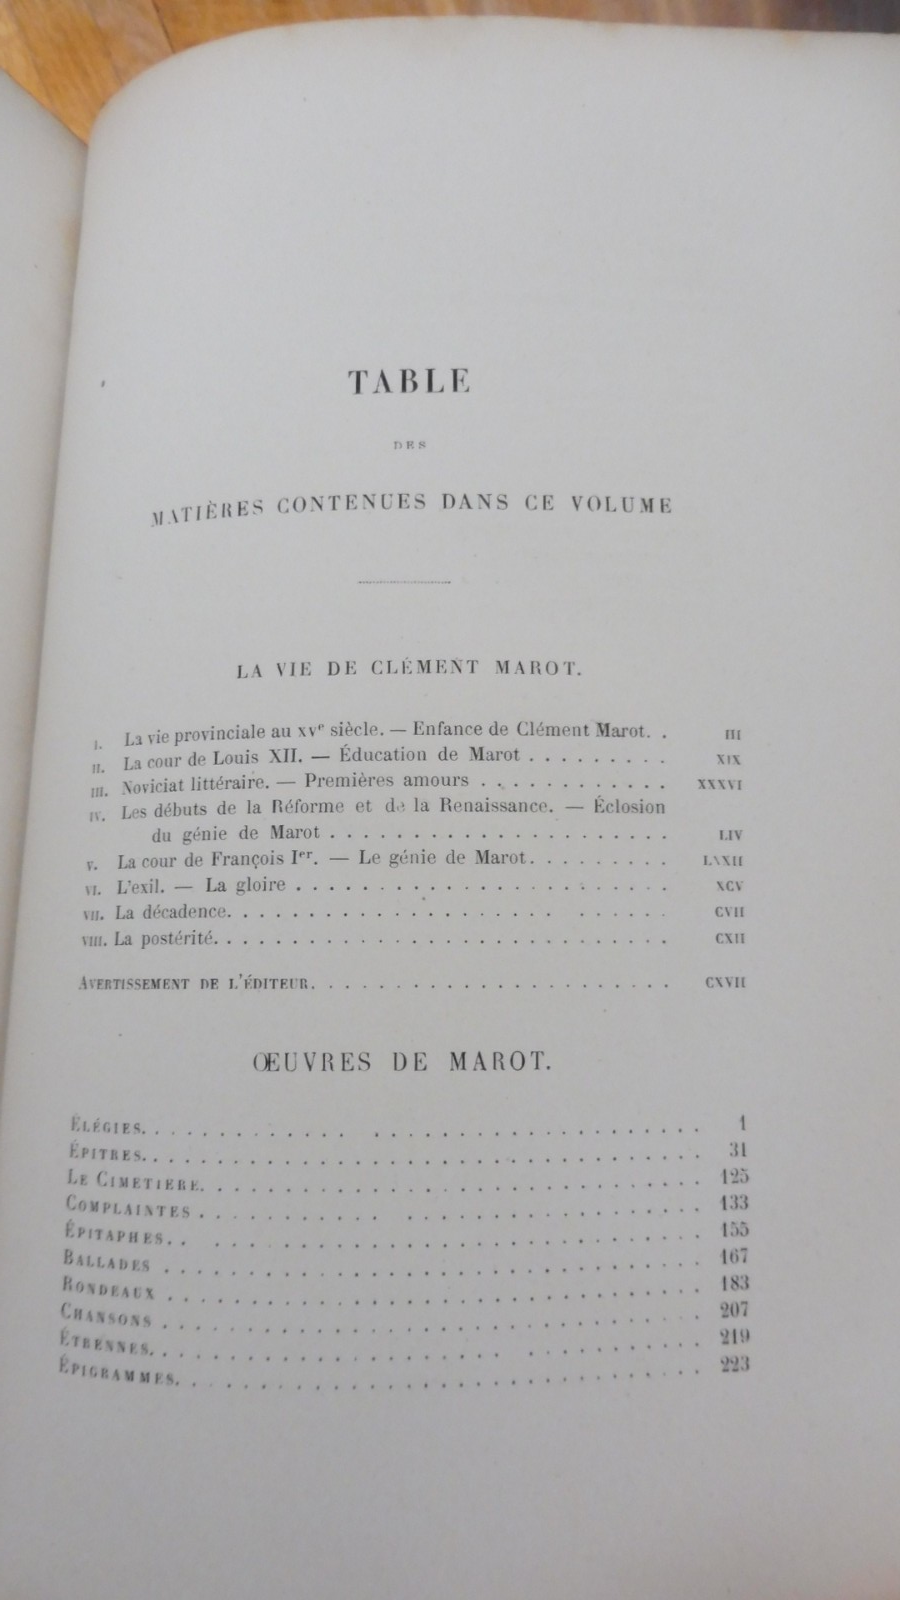 TABLE
DES
MATIÈRES CONTENUES DANS CE VOLUME
LA VIE DE CLÉMENT MAROT.
I. La vie provinciale au XVe siècle. — Enfance de Clément Marot. . III
II. La cour de Louis XII. — Éducation de Marot . . . . . . . . . XIX
III. Noviciat littéraire. — Premières amours . . . . . . . . . . . XXXVI
IV. Les débuts de la Réforme et de la Renaissance. — Éclosion
du génie de Marot . . . . . . . . . . . . . . . . . . . . . . LIV
V. La cour de François Ier. — Le génie de Marot. . . . . . . . . LXXII
VI. L'exil. — La gloire . . . . . . . . . . . . . . . . . . . . . . . . XCV
VII. La décadence. . . . . . . . . . . . . . . . . . . . . . . . . . . . CVII
VIII. La postérité. . . . . . . . . . . . . . . . . . . . . . . . . . . . . CXII
AVERTISSEMENT DE L'ÉDITEUR. . . . . . . . . . . . . . . . . . . . . . CXVII
ŒUVRES DE MAROT.
ÉLÉGIES. . . . . . . . . . . . . . . . . . . . . . . . . . . . 1
ÉPITRES. . . . . . . . . . . . . . . . . . . . . . . . . . . . 31
LE CIMETIÈRE. . . . . . . . . . . . . . . . . . . . . . . . . 125
COMPLAINTES . . . . . . . . . . . . . . . . . . . . . . . . . 133
ÉPITAPHES. . . . . . . . . . . . . . . . . . . . . . . . . . . 155
BALLADES . . . . . . . . . . . . . . . . . . . . . . . . . . . 167
RONDEAUX . . . . . . . . . . . . . . . . . . . . . . . . . . . 183
CHANSONS . . . . . . . . . . . . . . . . . . . . . . . . . . . 207
ÉTRENNES. . . . . . . . . . . . . . . . . . . . . . . . . . . 219
ÉPIGRAMMES. . . . . . . . . . . . . . . . . . . . . . . . . . 223